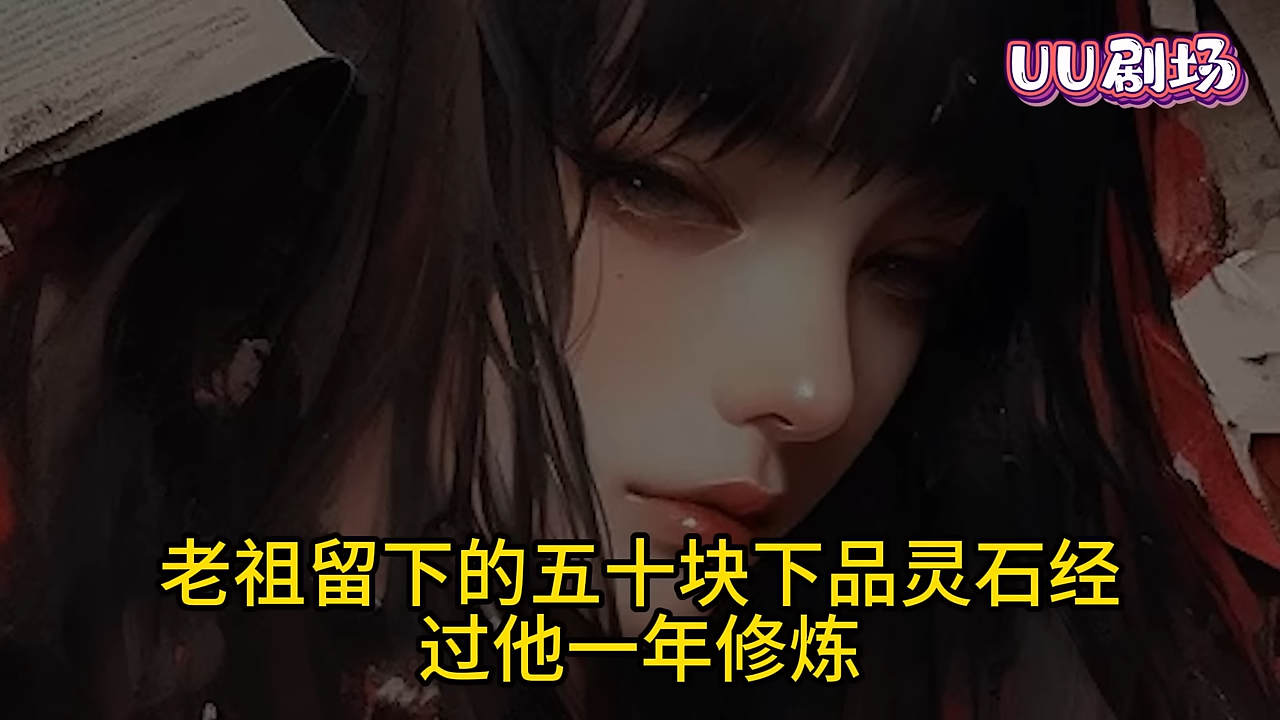 UU剧场
老祖留下的五十块下品灵石经
过他一年修炼